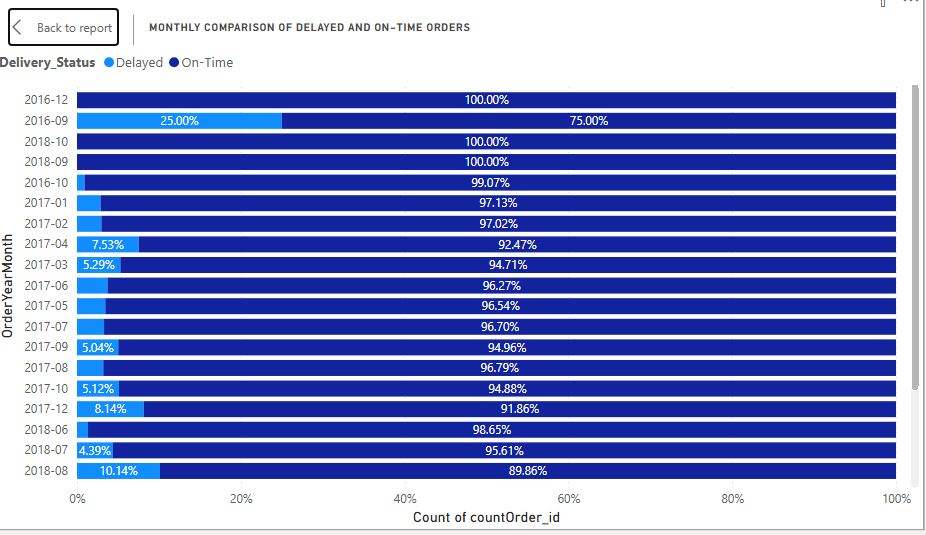 Back to report
MONTHLY COMPARISON OF DELAYED AND ON-TIME ORDERS
Delivery_Status Delayed On-Time
OrderYearMonth
2016-12 100.00%
2016-09 25.00% 75.00%
2018-10 100.00%
2018-09 100.00%
2016-10 99.07%
2017-01 97.13%
2017-02 97.02%
2017-04 7.53% 92.47%
2017-03 5.29% 94.71%
2017-06 96.27%
2017-05 96.54%
2017-07 96.70%
2017-09 5.04% 94.96%
2017-08 96.79%
2017-10 5.12% 94.88%
2017-12 8.14% 91.86%
2018-06 98.65%
2018-07 4.39% 95.61%
2018-08 10.14% 89.86%
0% 20% 40% 60% 80% 100%
Count of countOrder_id